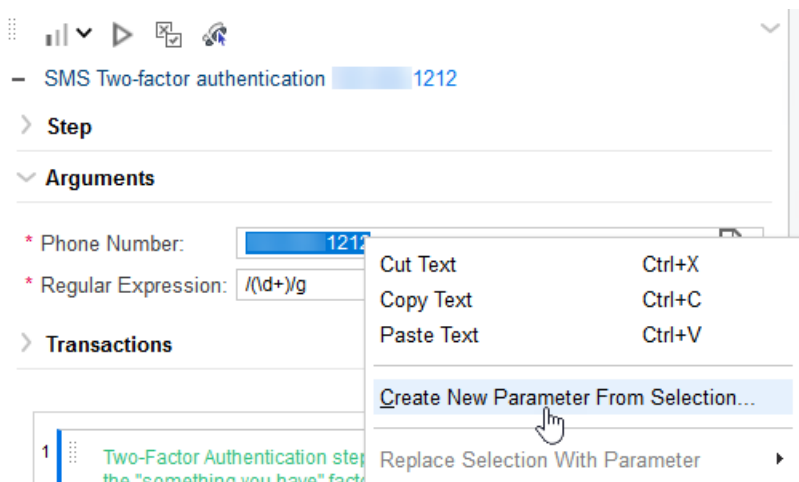 SMS Two-factor authentication 1212
Step
Arguments
* Phone Number: 1212
* Regular Expression: /(\d+)/g
Cut Text Ctrl+X
Copy Text Ctrl+C
Paste Text Ctrl+V
Transactions
Create New Parameter From Selection...
1
Two-Factor Authentication step
Replace Selection With Parameter
the "something you have" facto